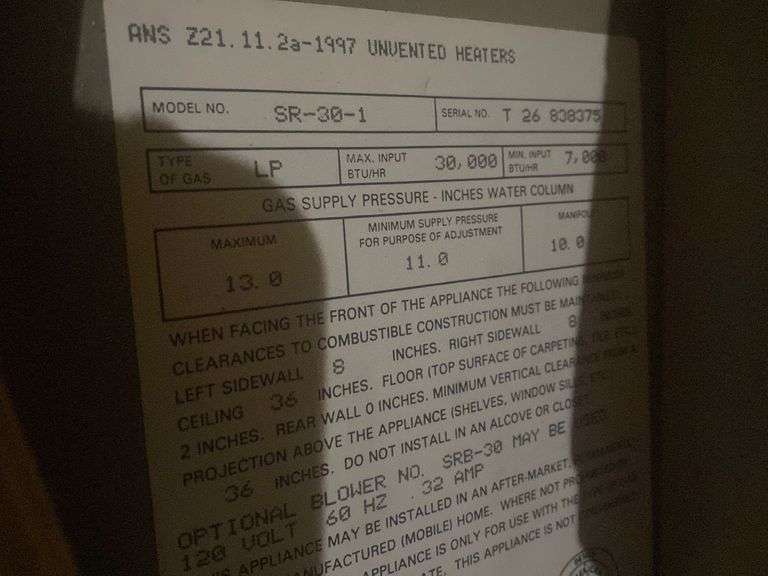 ANS Z21.11.2a-1997 UNVENTED HEATERS
MODEL NO. SR-30-1 SERIAL NO. T 26 838375
TYPE OF GAS LP MAX. INPUT BTU/HR 30,000 MIN. INPUT BTU/HR 7,000
GAS SUPPLY PRESSURE - INCHES WATER COLUMN
MAXIMUM MINIMUM SUPPLY PRESSURE FOR PURPOSE OF ADJUSTMENT
13.0 11.0 10.0
WHEN FACING THE FRONT OF THE APPLIANCE THE FOLLOWING MINIMUM
CLEARANCES TO COMBUSTIBLE CONSTRUCTION MUST BE
LEFT SIDEWALL 8 INCHES. RIGHT SIDEWALL 8
CEILING 36 INCHES. FLOOR (TOP SURFACE OF CARPETING,
2 INCHES. REAR WALL 0 INCHES. MINIMUM VERTICAL CLEARANCE
PROJECTION ABOVE THE APPLIANCE (SHELVES, WINDOW
36 INCHES. DO NOT INSTALL IN AN ALCOVE OR CLOSET.
OPTIONAL BLOWER NO. SRB-30 MAY BE USED
120 VOLT 60 HZ .32 AMP
APPLIANCE MAY BE INSTALLED IN AN AFTER-MARKET,
(MOBILE) HOME. WHERE NOT
APPLIANCE IS ONLY FOR USE WITH THE
THIS APPLIANCE IS NOT